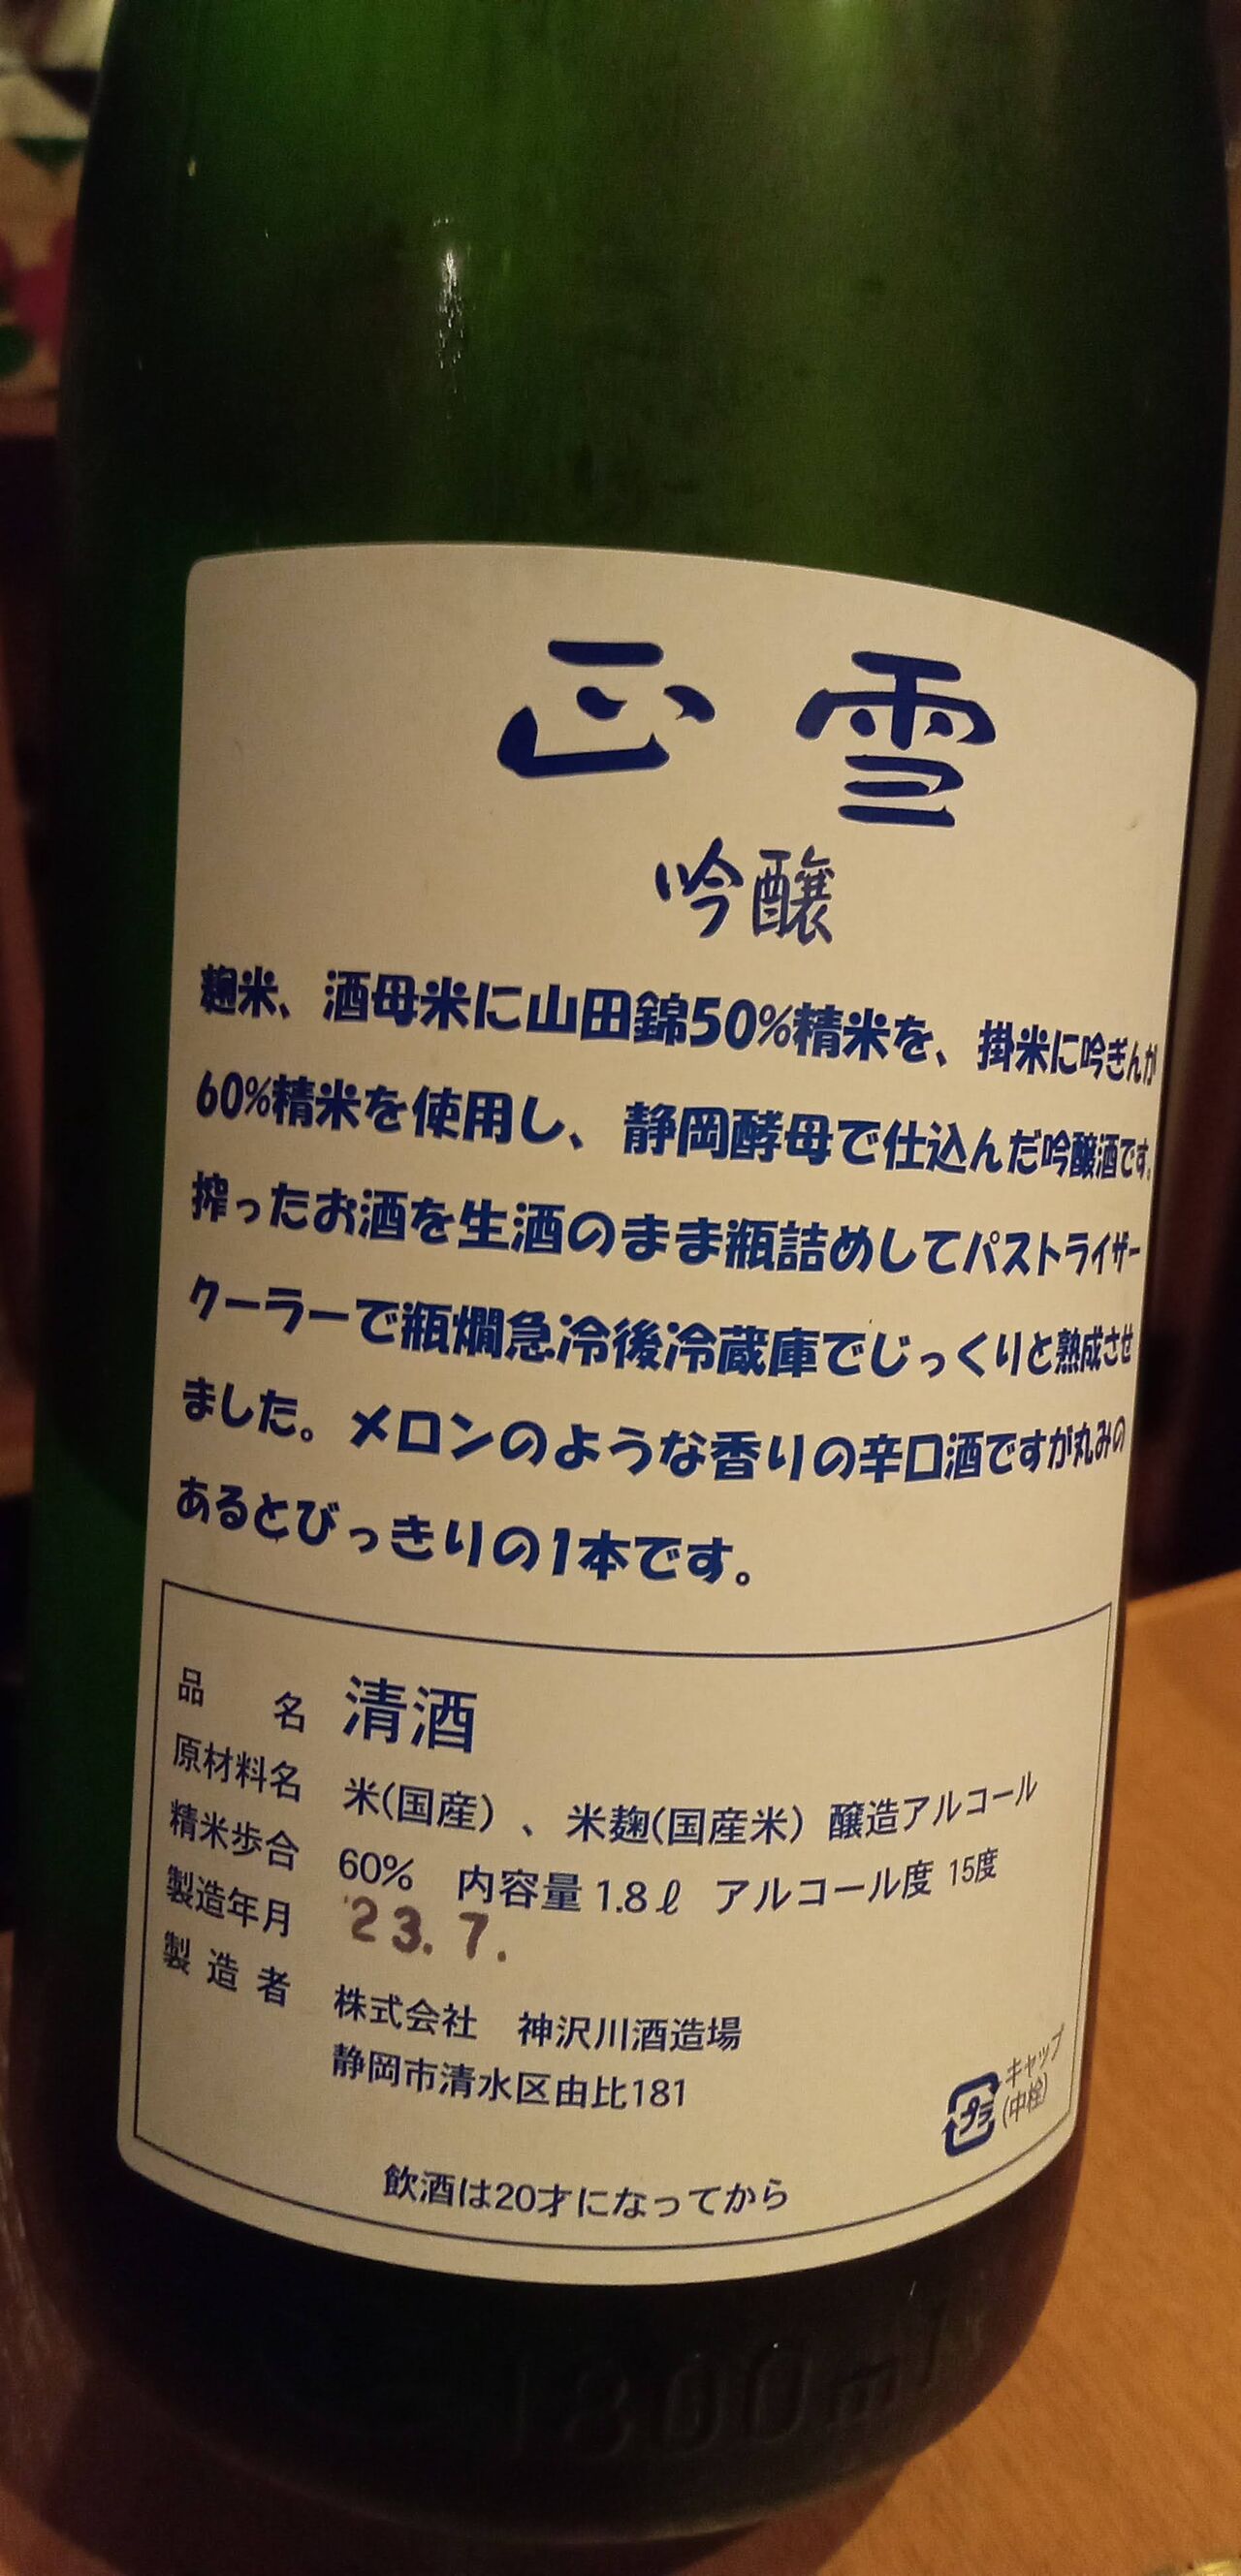 正雪
吟醸
麹米、酒母米に山田錦50%精米を、掛米に吟ぎんが
60%精米を使用し、静岡酵母で仕込んだ吟醸酒です。
搾ったお酒を生酒のまま瓶詰めしてパストライザー
クーラーで瓶燗急冷後冷蔵庫でじっくりと熟成させ
ました。メロンのような香りの辛口酒ですが丸みの
あるとびっきりの1本です。
品名 清酒
原材料名 米(国産)、米麹(国産米) 醸造アルコール
精米歩合 60% 内容量1.8ℓ アルコール度 15度
製造年月 '23.7.
製造者 株式会社 神沢川酒造場
静岡市清水区由比181
プラ キャップ
(中栓)
飲酒は20才になってから
1800ml